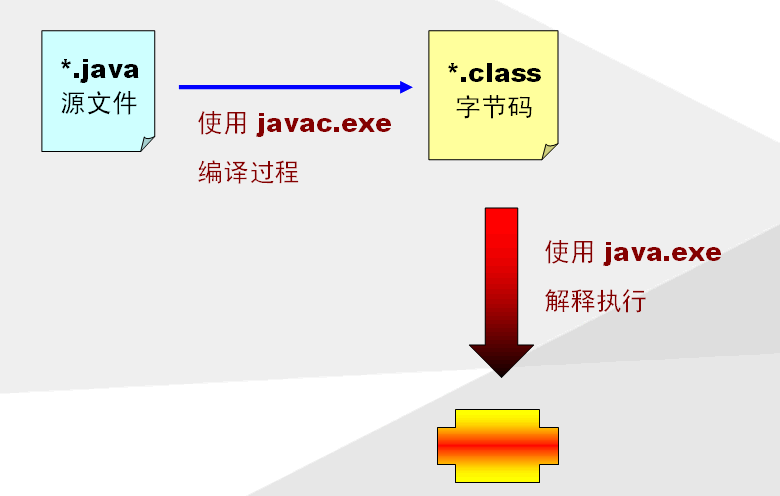 *.java
源文件
使用 javac.exe
编译过程
*.class
字节码
使用 java.exe
解释执行